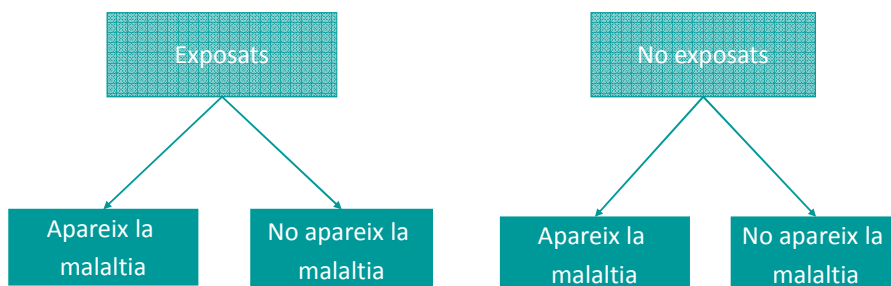 Exposats
No exposats
Apareix la
malaltia
No apareix la
malaltia
Apareix la
malaltia
No apareix la
malaltia